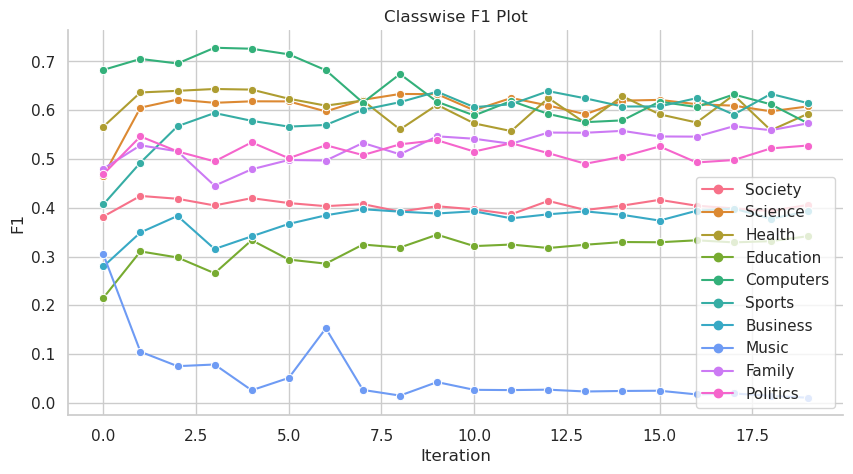 Classwise F1 Plot
F1
0.7
0.6
0.5
0.4
0.3
0.2
0.1
0.0
Society
Science
Health
Education
Computers
Sports
Business
Music
Family
Politics
0.0 2.5 5.0 7.5 10.0 12.5 15.0 17.5
Iteration